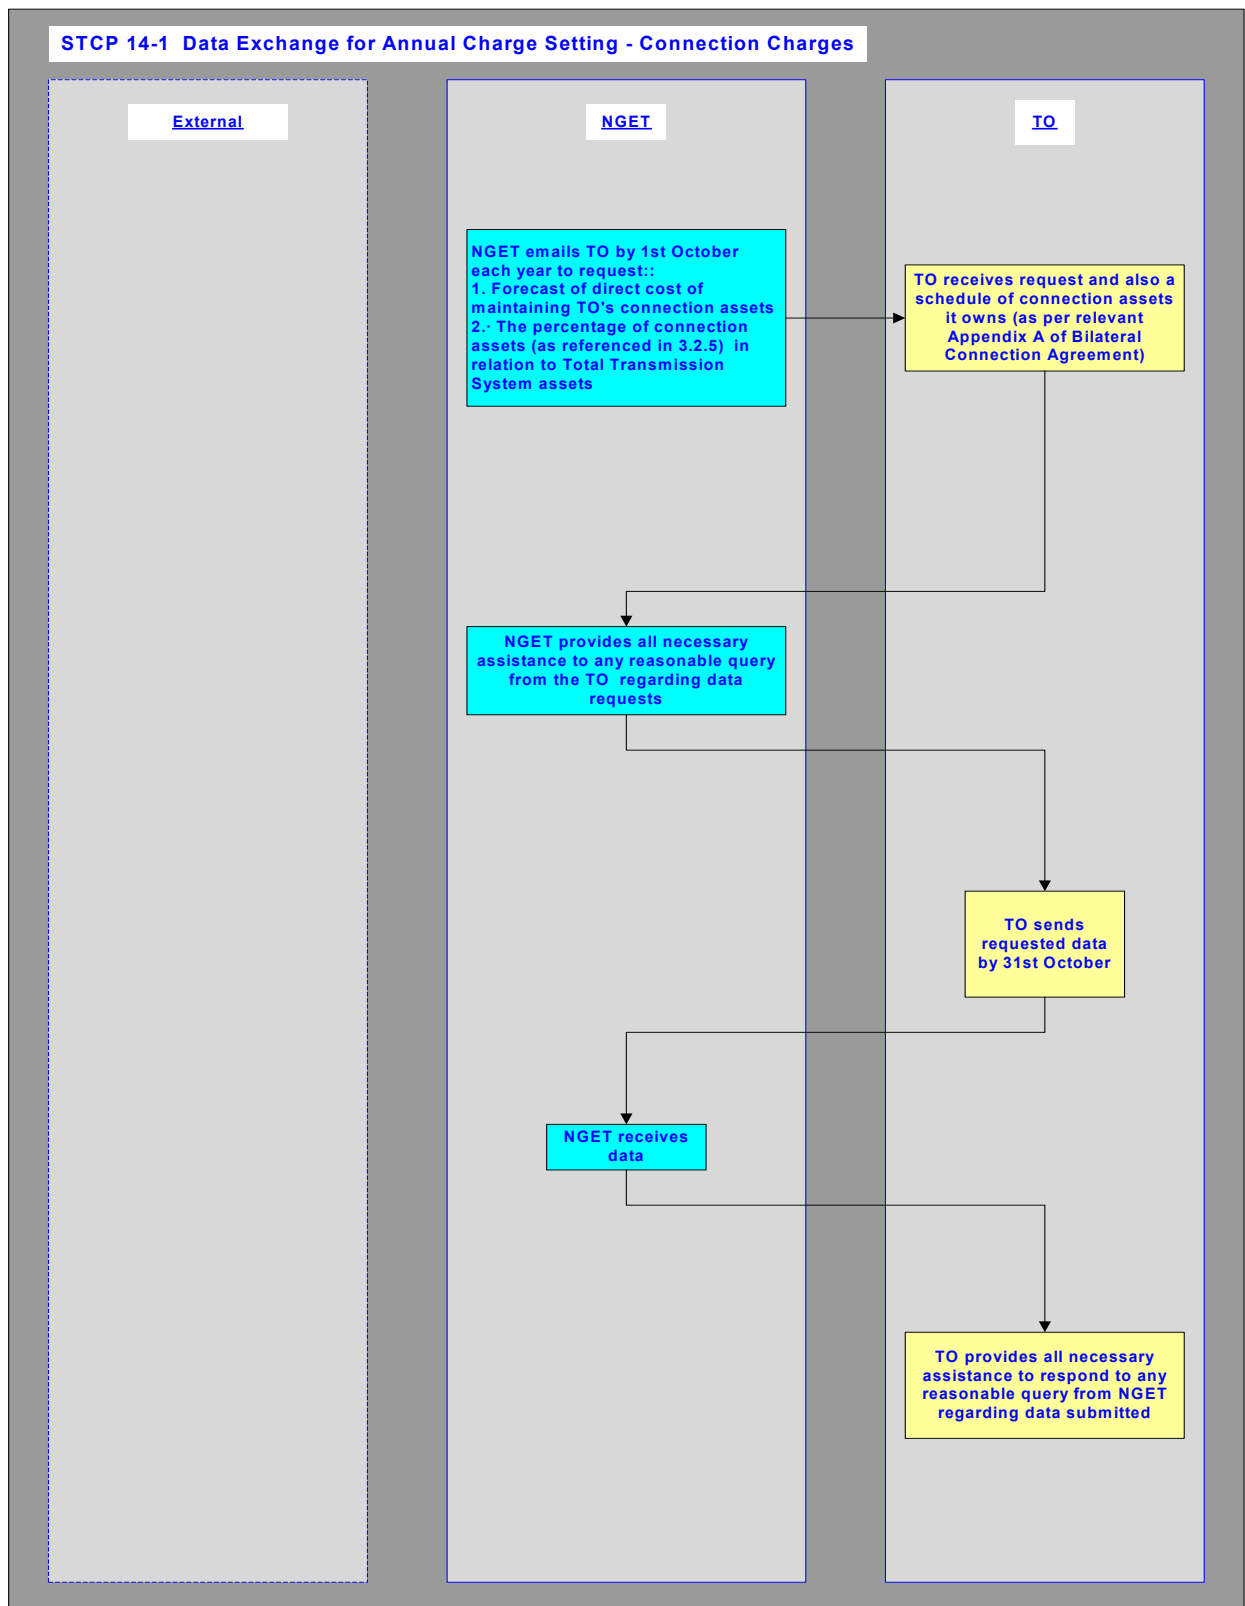 STCP 14-1 Data Exchange for Annual Charge Setting - Connection Charges
External
NGET
TO
NGET emails TO by 1st October
each year to request::
1. Forecast of direct cost of
maintaining TO's connection assets
2.· The percentage of connection
assets (as referenced in 3.2.5) in
relation to Total Transmission
System assets
TO receives request and also a
schedule of connection assets
it owns (as per relevant
Appendix A of Bilateral
Connection Agreement)
NGET provides all necessary
assistance to any reasonable query
from the TO regarding data
requests
TO sends
requested data
by 31st October
NGET receives
data
TO provides all necessary
assistance to respond to any
reasonable query from NGET
regarding data submitted